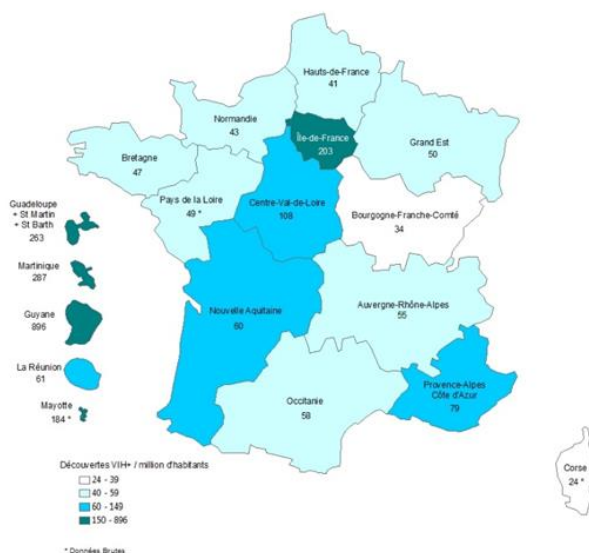 Hauts-de-France
41
Normandie
43
Île-de-France
203
Grand Est
50
Bretagne
47
Pays de la Loire
49 *
Centre-Val-de-Loire
108
Bourgogne-Franche-Comté
34
Guadeloupe
+ St Martin
+ St Barth
263
Martinique
287
Guyane
896
La Réunion
61
Mayotte
184 *
Nouvelle Aquitaine
60
Auvergne-Rhône-Alpes
55
Occitanie
58
Provence-Alpes
Côte d'Azur
79
Corse
24 *
Découvertes VIH+ / million d'habitants
24 - 39
40 - 59
60 - 149
150 - 896
* Données Brutes